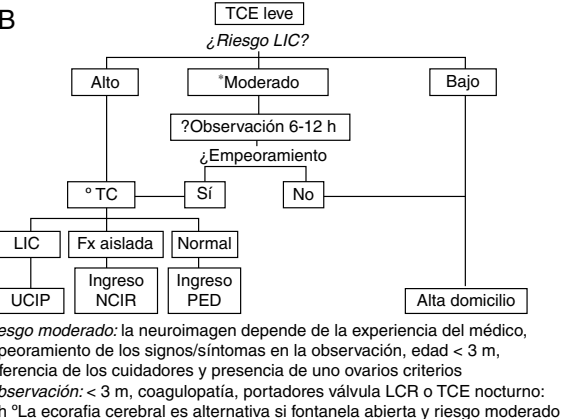 B
TCE leve
¿Riesgo LIC?
Alto
*Moderado
Bajo
?Observación 6-12 h
¿Empeoramiento
º TC
Sí
No
LIC
Fx aislada
Normal
UCIP
Ingreso
NCIR
Ingreso
PED
Alta domicilio
esgo moderado: la neuroimagen depende de la experiencia del médico,
peoramiento de los signos/síntomas en la observación, edad < 3 m,
ferencia de los cuidadores y presencia de uno ovarios criterios
bservación: < 3 m, coagulopatía, portadores válvula LCR o TCE nocturno:
h ºLa ecorafia cerebral es alternativa si fontanela abierta y riesgo moderado